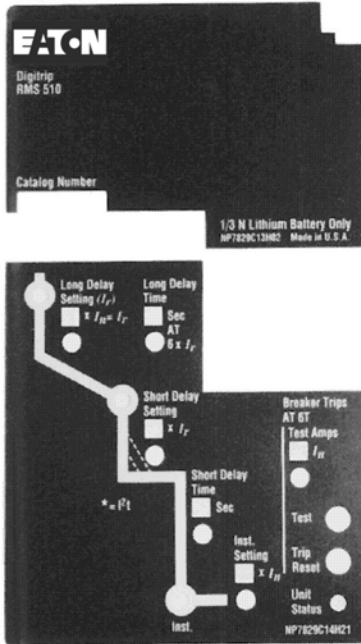 EATON
Digitrip
RMS 510
Catalog Number
1/3 N Lithium Battery Only
NP7829C13H02 Made in U.S.A.
Long Delay
Setting (Ir)
x In = Ir
Long Delay
Time
Sec
AT
6 x Ir
Short Delay
Setting
x Ir
* = I²t
Short Delay
Time
Sec
Inst.
Setting
x In
Inst.
Breaker Trips
AT 6T
Test Amps
In
Test
Trip
Reset
Unit
Status
NP7829C14H21